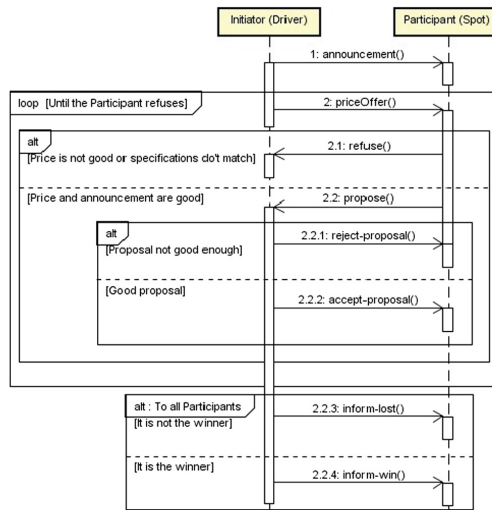 Initiator (Driver)
Participant (Spot)
1: announcement()
loop [Until the Participant refuses]
2: priceOffer()
alt
2.1: refuse()
[Price is not good or specifications do't match]
[Price and announcement are good]
2.2: propose()
alt
2.2.1: reject-proposal()
[Proposal not good enough]
[Good proposal]
2.2.2: accept-proposal()
alt : To all Participants
2.2.3: inform-lost()
[It is not the winner]
[It is the winner]
2.2.4: inform-win()